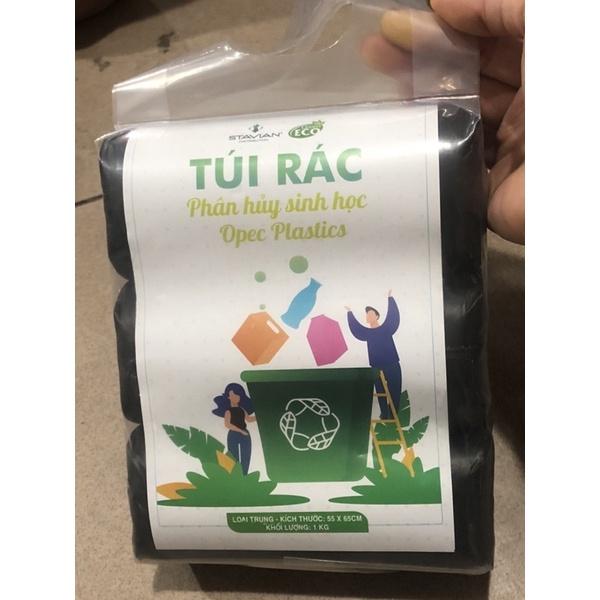 STAVIAN
ECO
TÚI RÁC
Phân hủy sinh học
Opec Plastics
LOẠI TRUNG - KÍCH THƯỚC: 55 X 65CM
KHỐI LƯỢNG: 1 KG